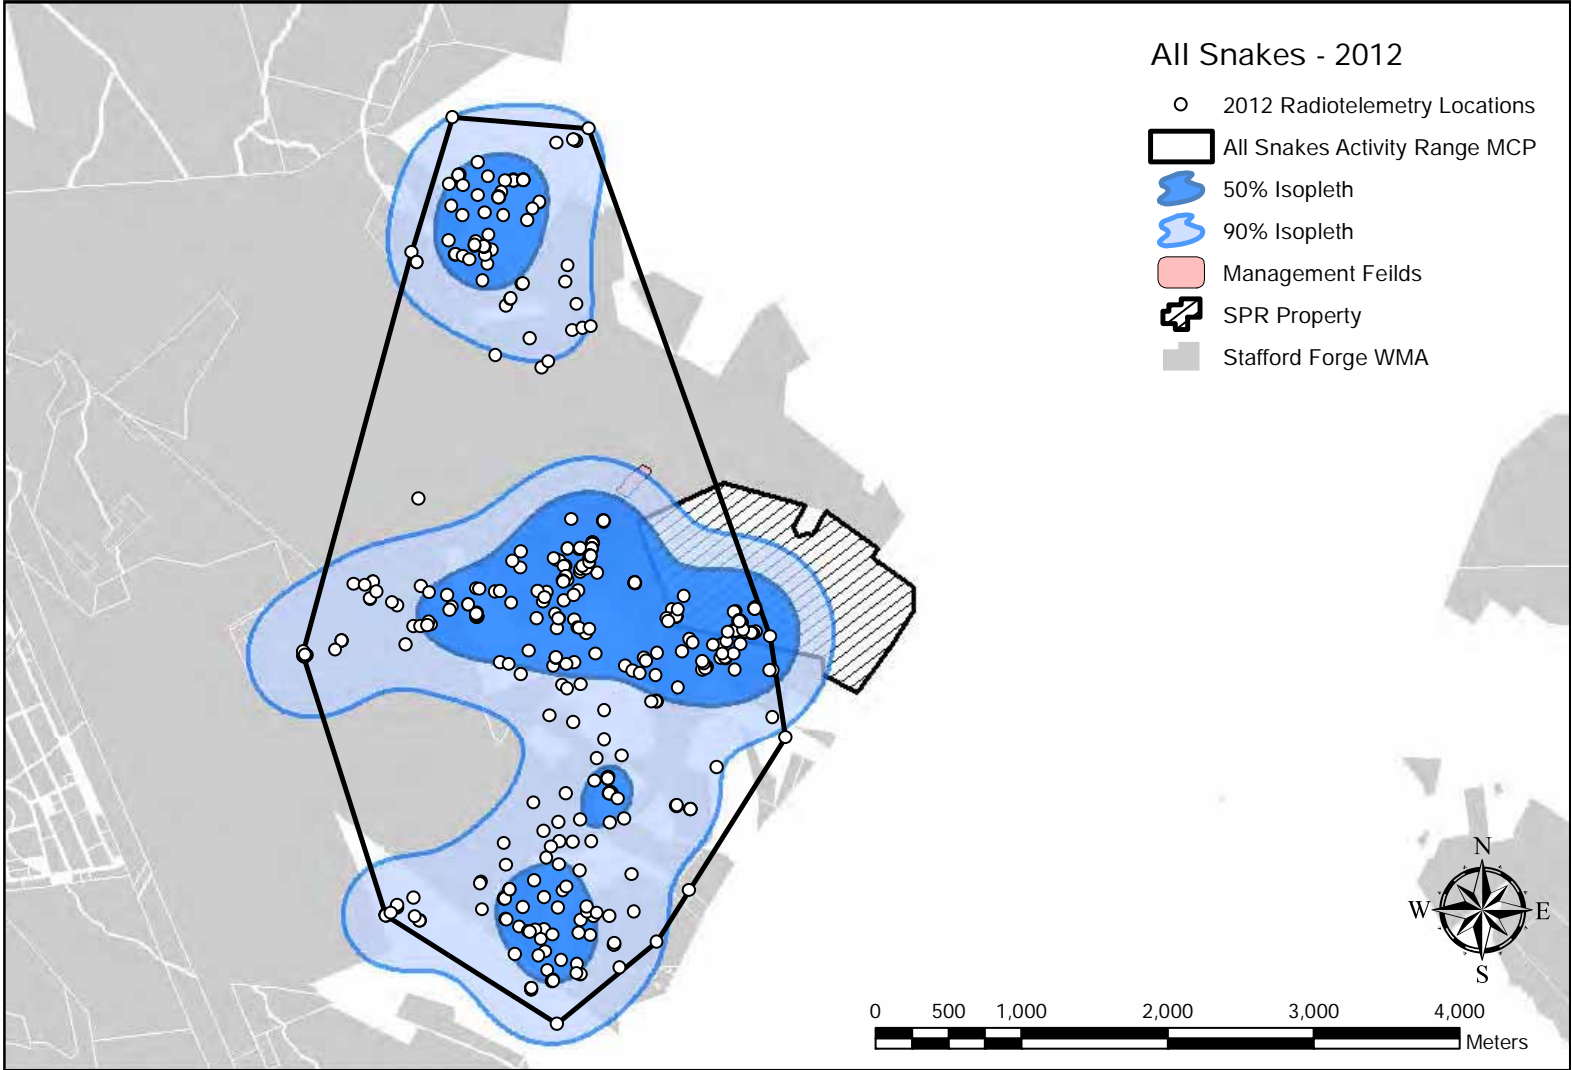 All Snakes - 2012
2012 Radiotelemetry Locations
All Snakes Activity Range MCP
50% Isopleth
90% Isopleth
Management Feilds
SPR Property
Stafford Forge WMA
N
W E
S
0 500 1,000 2,000 3,000 4,000
Meters